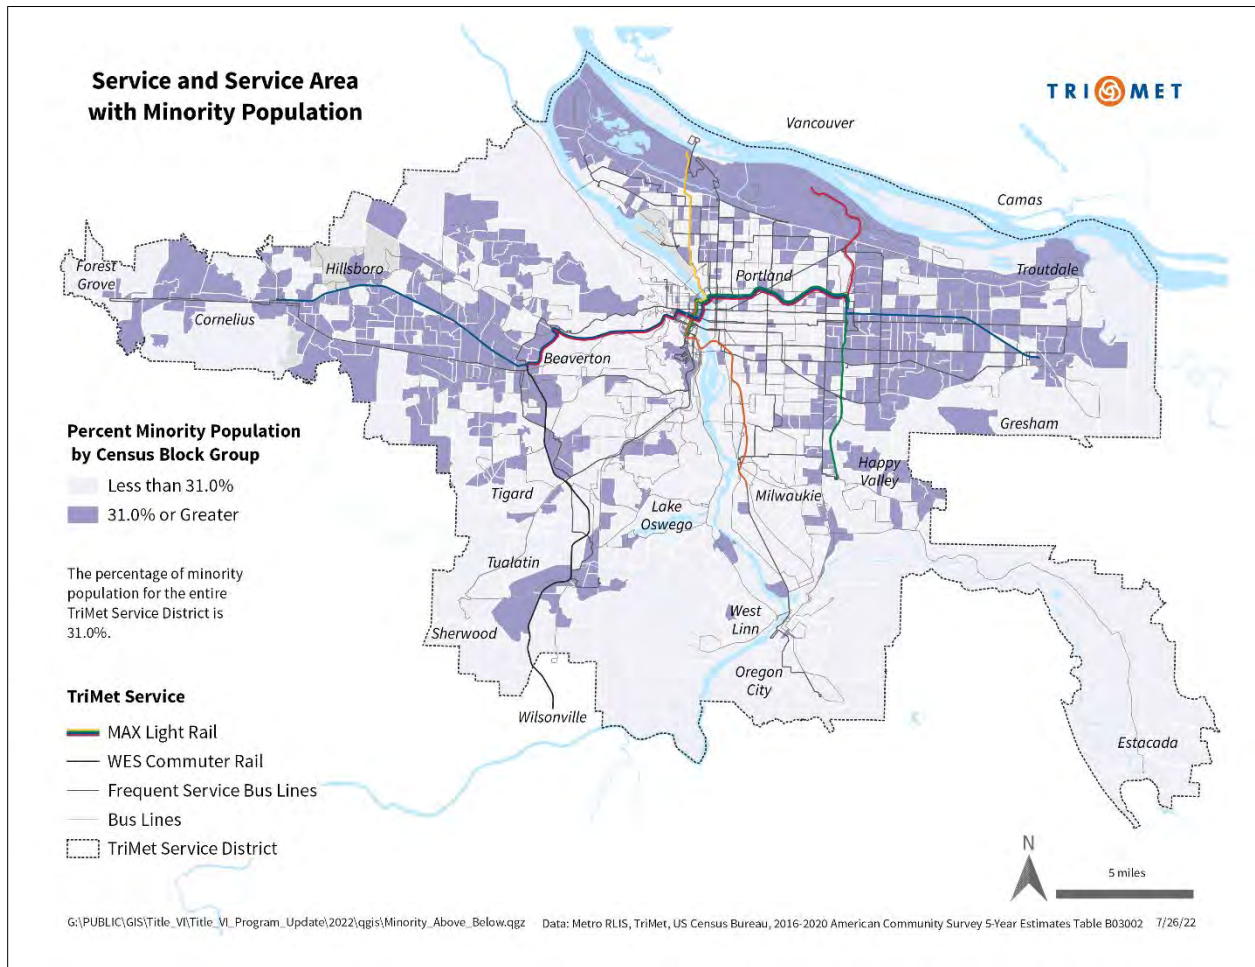 Service and Service Area
with Minority Population
TRI MET
Vancouver
Camas
Forest
Grove
Hillsboro
Portland
Troutdale
Cornelius
Beaverton
Gresham
Happy
Valley
Tigard
Milwaukie
Lake
Oswego
Tualatin
Sherwood
West
Linn
Oregon
City
Wilsonville
Estacada
Percent Minority Population
by Census Block Group
Less than 31.0%
31.0% or Greater
The percentage of minority
population for the entire
TriMet Service District is
31.0%.
TriMet Service
MAX Light Rail
WES Commuter Rail
Frequent Service Bus Lines
Bus Lines
TriMet Service District
N
5 miles
G:\PUBLIC\GIS\Title_VI\Title_VI_Program_Update\2022\qgis\Minority_Above_Below.qgz Data: Metro RLIS, TriMet, US Census Bureau, 2016-2020 American Community Survey 5-Year Estimates Table B03002 7/26/22